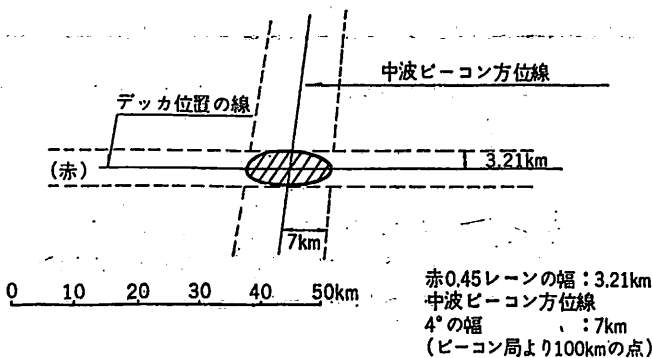 中波ビーコン方位線
デッカ位置の線
(赤)
3.21km
7km
0 10 20 30 40 50km
赤0.45レーンの幅:3.21km
中波ビーコン方位線
4°の幅 :7km
(ビーコン局より100kmの点)